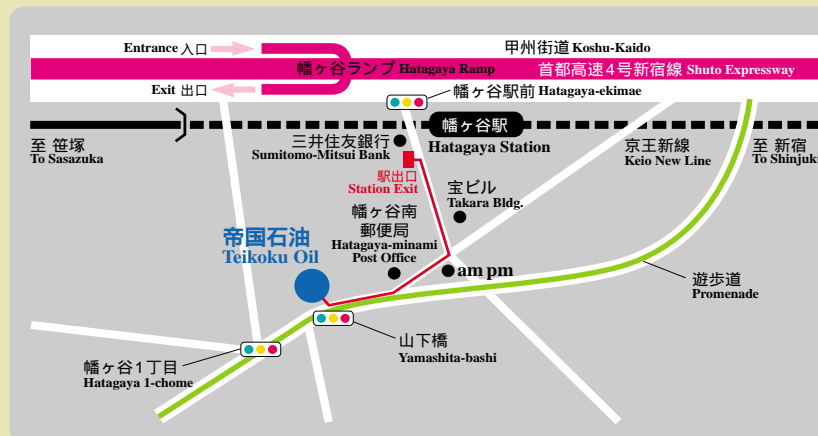 Entrance 入口
甲州街道 Koshu-Kaido
幡ヶ谷ランプ Hatagaya Ramp
首都高速4号新宿線 Shuto Expressway
Exit 出口
幡ヶ谷駅前 Hatagaya-ekimae
至 笹塚
To Sasazuka
三井住友銀行
Sumitomo-Mitsui Bank
幡ヶ谷駅
Hatagaya Station
京王新線
Keio New Line
至 新宿
To Shinjuku
駅出口
Station Exit
宝ビル
Takara Bldg.
幡ヶ谷南
郵便局
Hatagaya-minami
Post Office
帝国石油
Teikoku Oil
am pm
遊歩道
Promenade
山下橋
Yamashita-bashi
幡ヶ谷1丁目
Hatagaya 1-chome